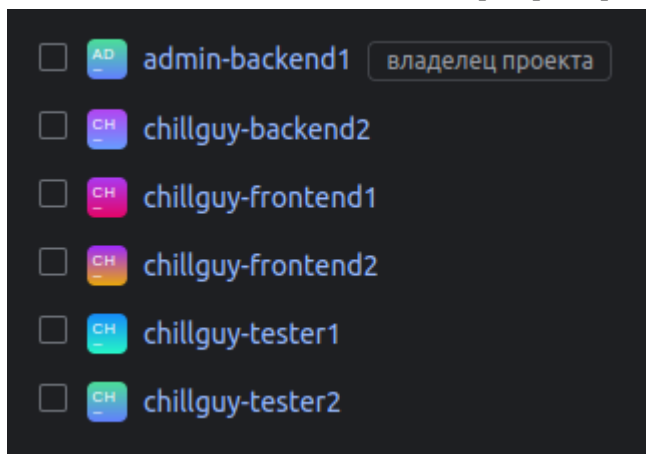 AD admin-backend1 владелец проекта
CH chillguy-backend2
CH chillguy-frontend1
CH chillguy-frontend2
CH chillguy-tester1
CH chillguy-tester2